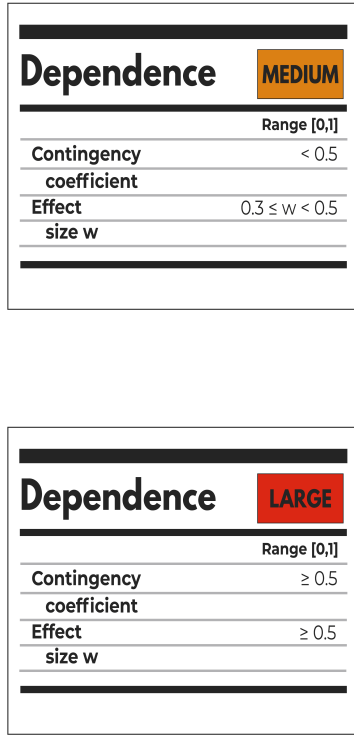 Dependence MEDIUM
Range [0,1]
Contingency < 0.5
coefficient
Effect 0.3 ≤ w < 0.5
size w
Dependence LARGE
Range [0,1]
Contingency ≥ 0.5
coefficient
Effect ≥ 0.5
size w